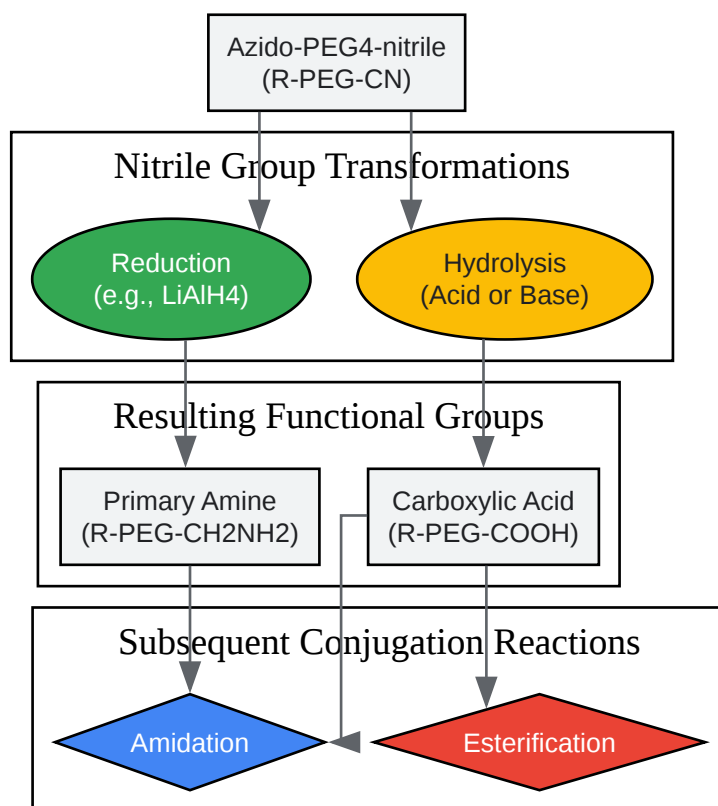 Azido-PEG4-nitrile
(R-PEG-CN)
Nitrile Group Transformations
Reduction
(e.g., LiAlH4)
Hydrolysis
(Acid or Base)
Resulting Functional Groups
Primary Amine
(R-PEG-CH2NH2)
Carboxylic Acid
(R-PEG-COOH)
Subsequent Conjugation Reactions
Amidation
Esterification